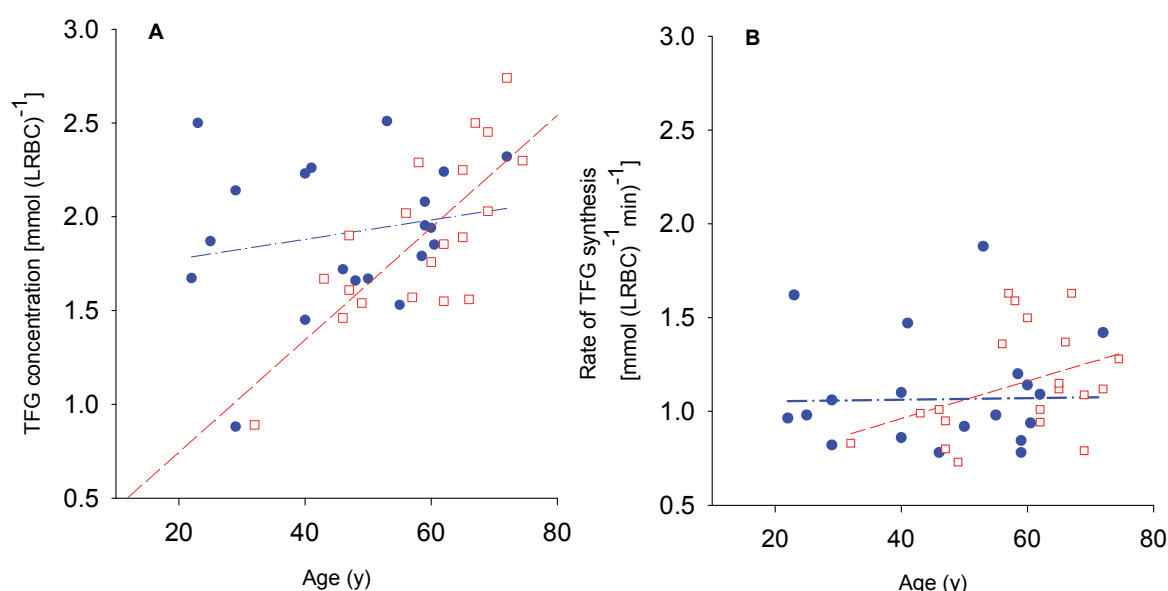 A
3.0
2.5
2.0
1.5
1.0
0.5
TFG concentration [mmol (LRBC)⁻¹]
20 40 60 80
Age (y)
B
3.0
2.5
2.0
1.5
1.0
0.5
Rate of TFG synthesis
[mmol (LRBC)⁻¹ min)⁻¹]
20 40 60 80
Age (y)